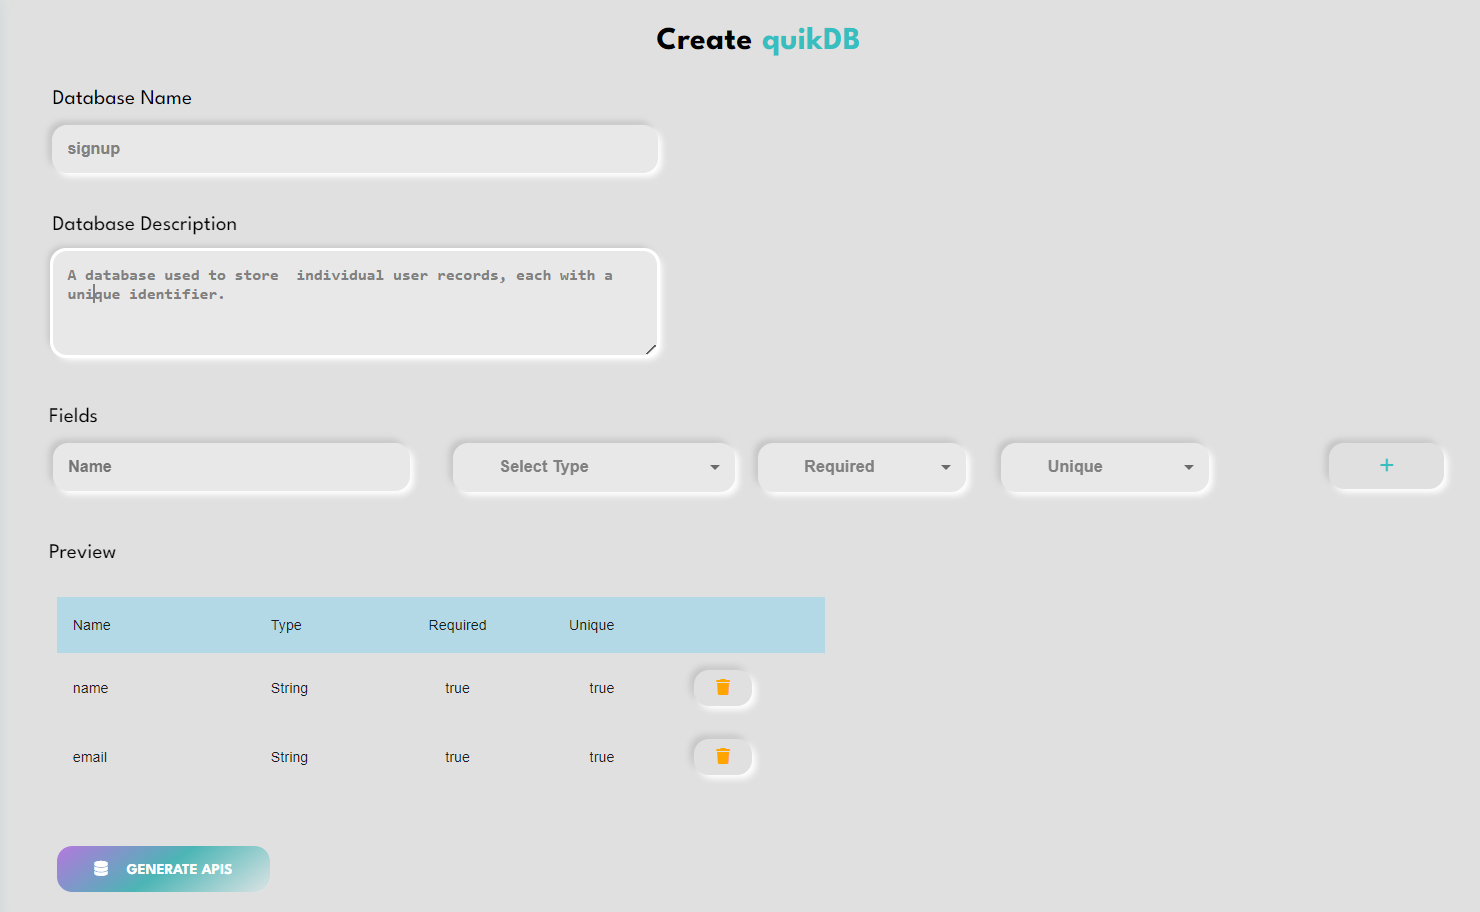 Create quikDB
Database Name
signup
Database Description
A database used to store  individual user records, each with a
unique identifier.
Fields
Name Select Type Required Unique +
Preview
Name Type Required Unique
name String true true
email String true true
GENERATE APIS